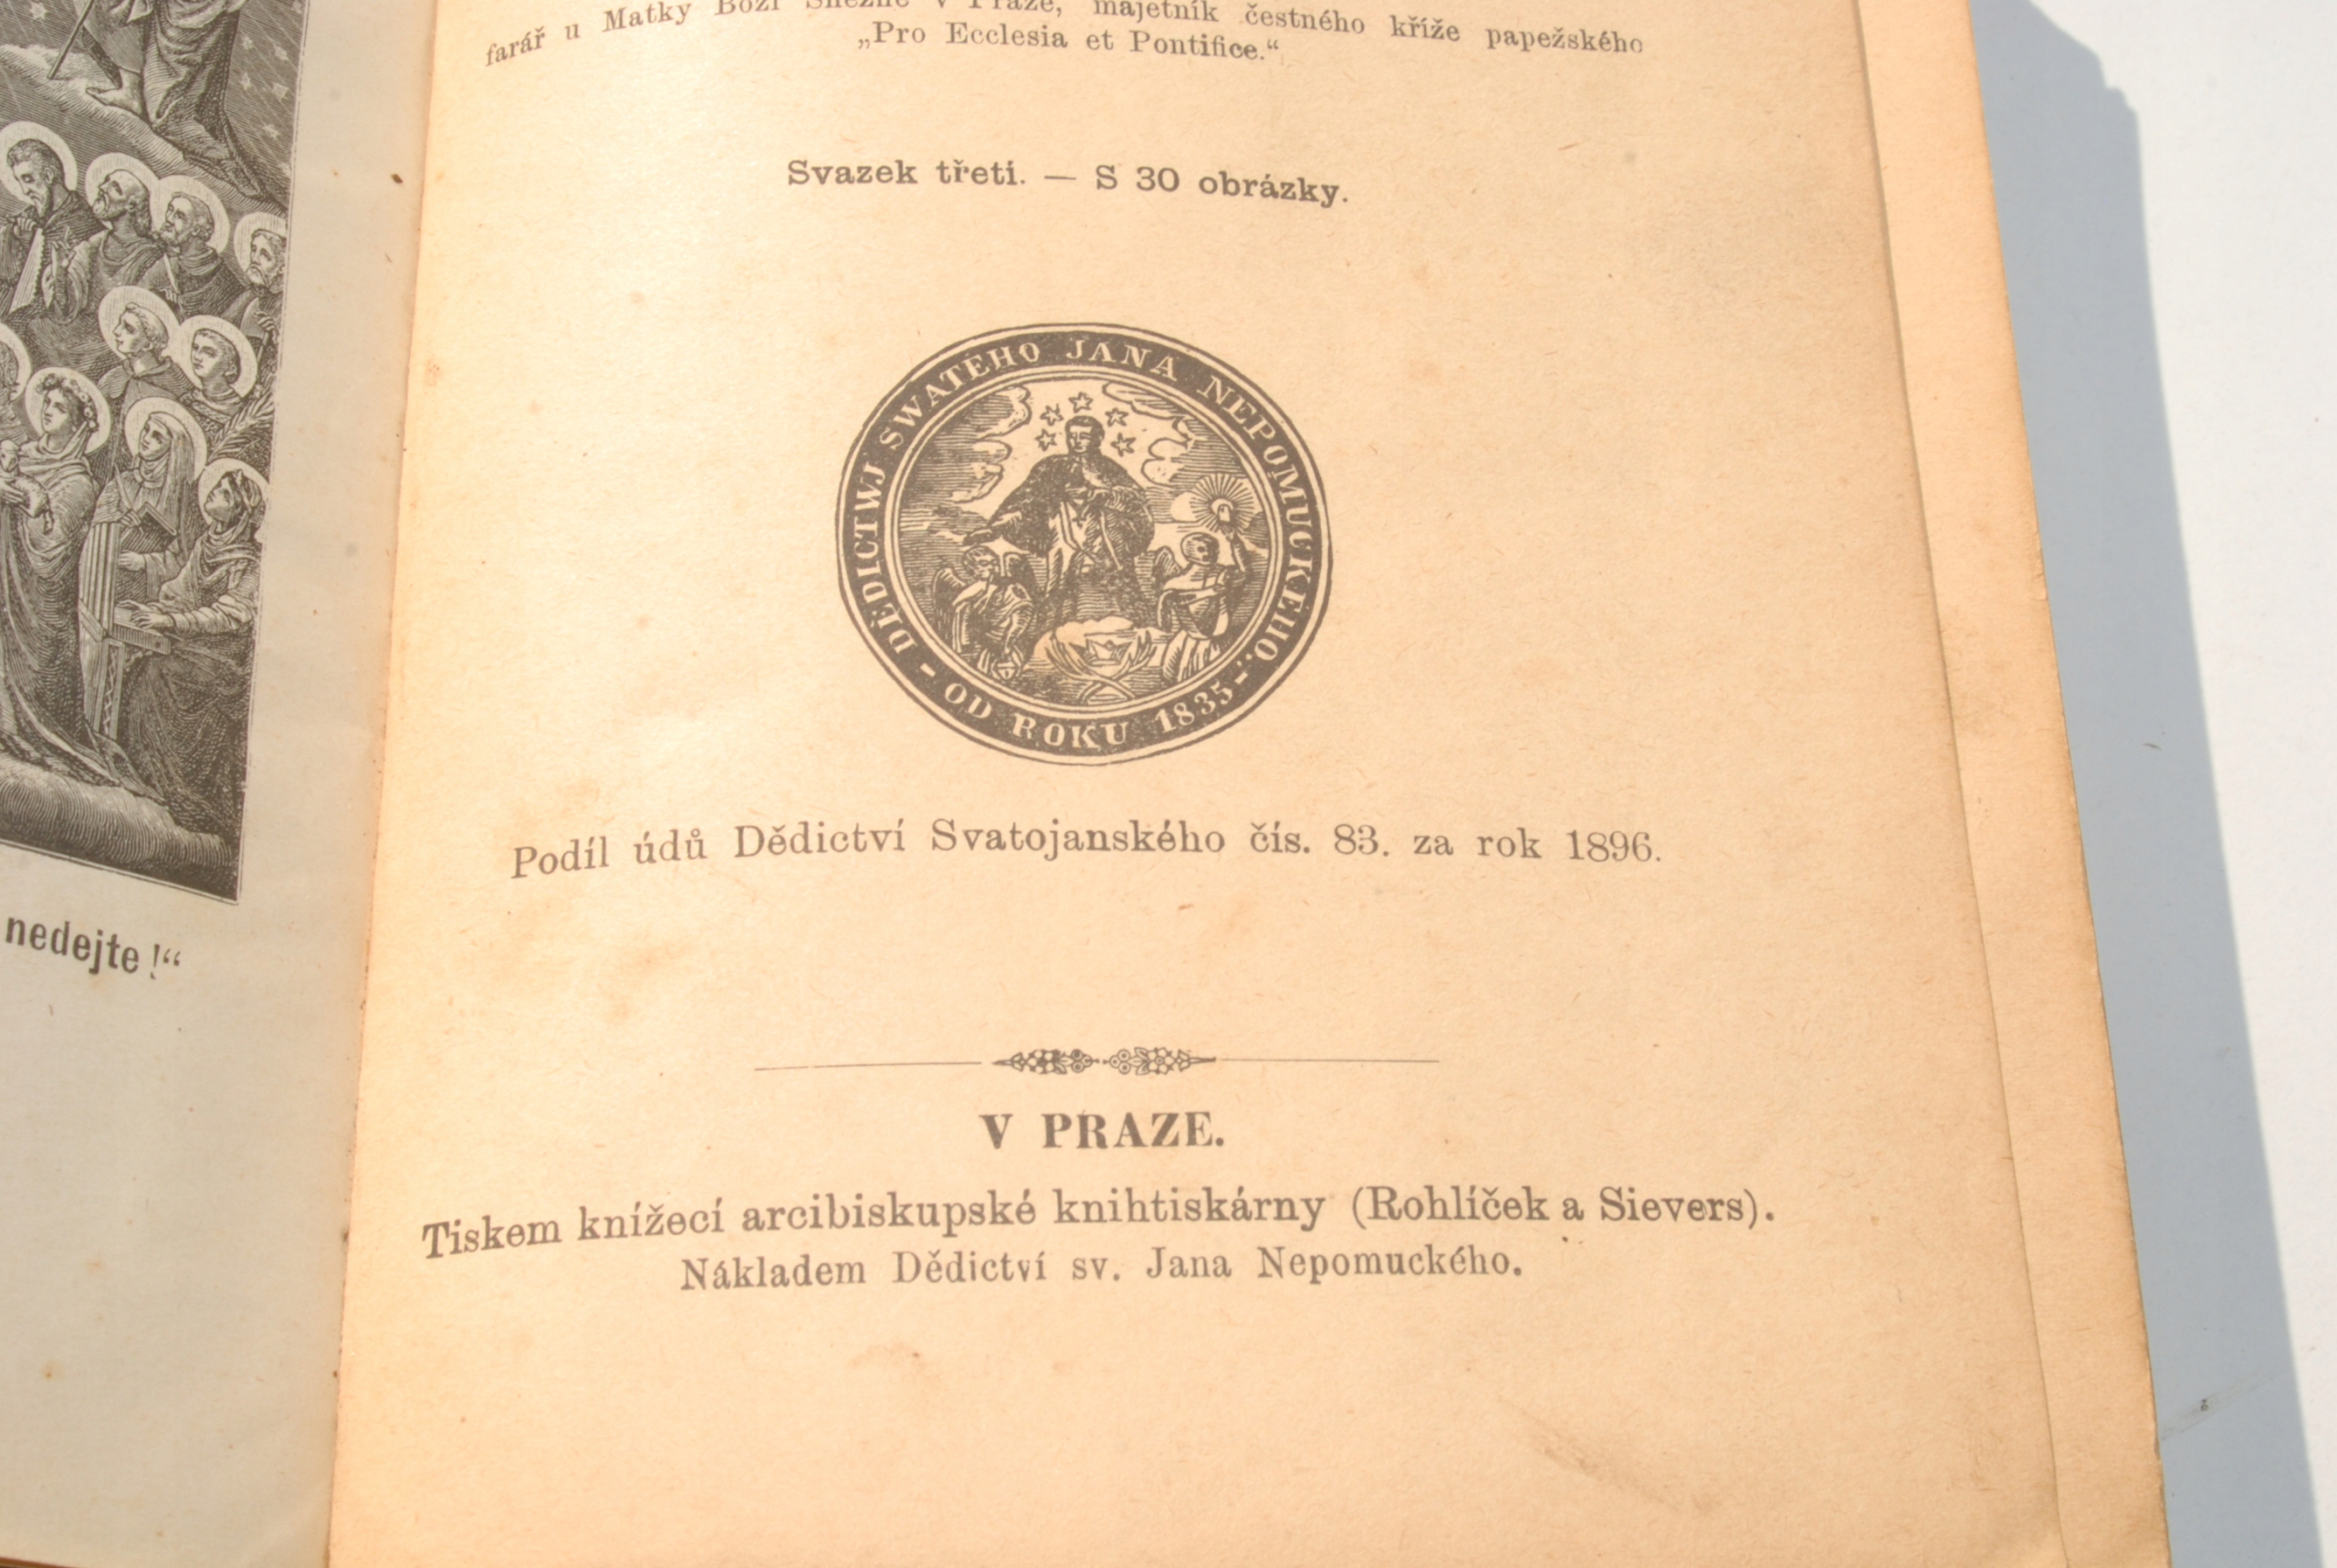 farář u Matky Boží Sněžné v Praze, majetník čestného kříže papežského
„Pro Ecclesia et Pontifice.“
Svazek třetí. — S 30 obrázky.
DĚDICTWJ SWATÉHO JANA NEPOMUCKÉHO
- OD ROKU 1835 -
Podíl údů Dědictví Svatojanského čís. 83. za rok 1896.
nedejte!“
V PRAZE.
Tiskem knížecí arcibiskupské knihtiskárny (Rohlíček a Sievers).
Nákladem Dědictví sv. Jana Nepomuckého.